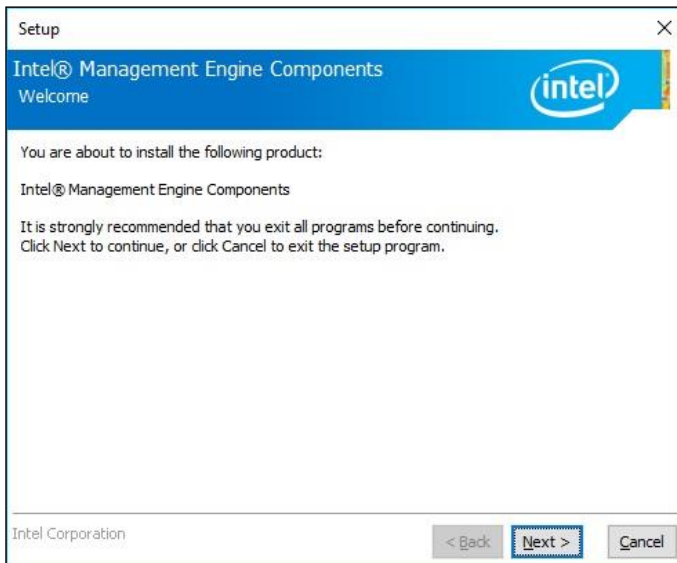 Setup
Intel® Management Engine Components
Welcome
intel
You are about to install the following product:
Intel® Management Engine Components
It is strongly recommended that you exit all programs before continuing.
Click Next to continue, or click Cancel to exit the setup program.
Intel Corporation
< Back Next > Cancel